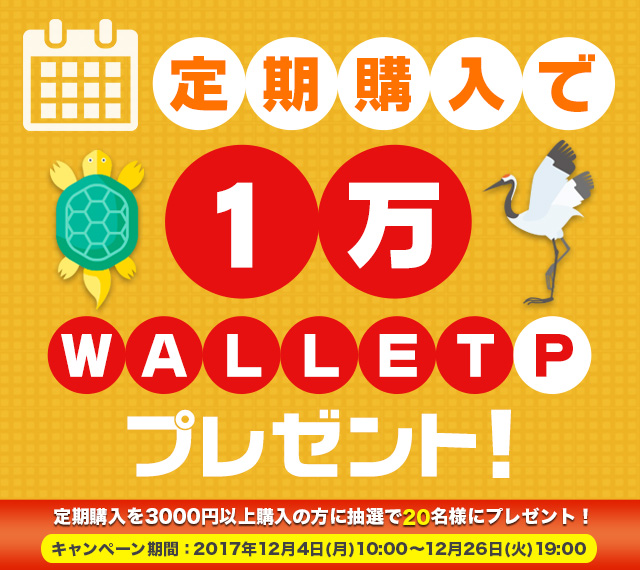 定期購入で
1万
WALLETP
プレゼント!
定期購入を3000円以上購入の方に抽選で20名様にプレゼント!
キャンペーン期間：2017年12月4日(月)10:00～12月26日(火)19:00